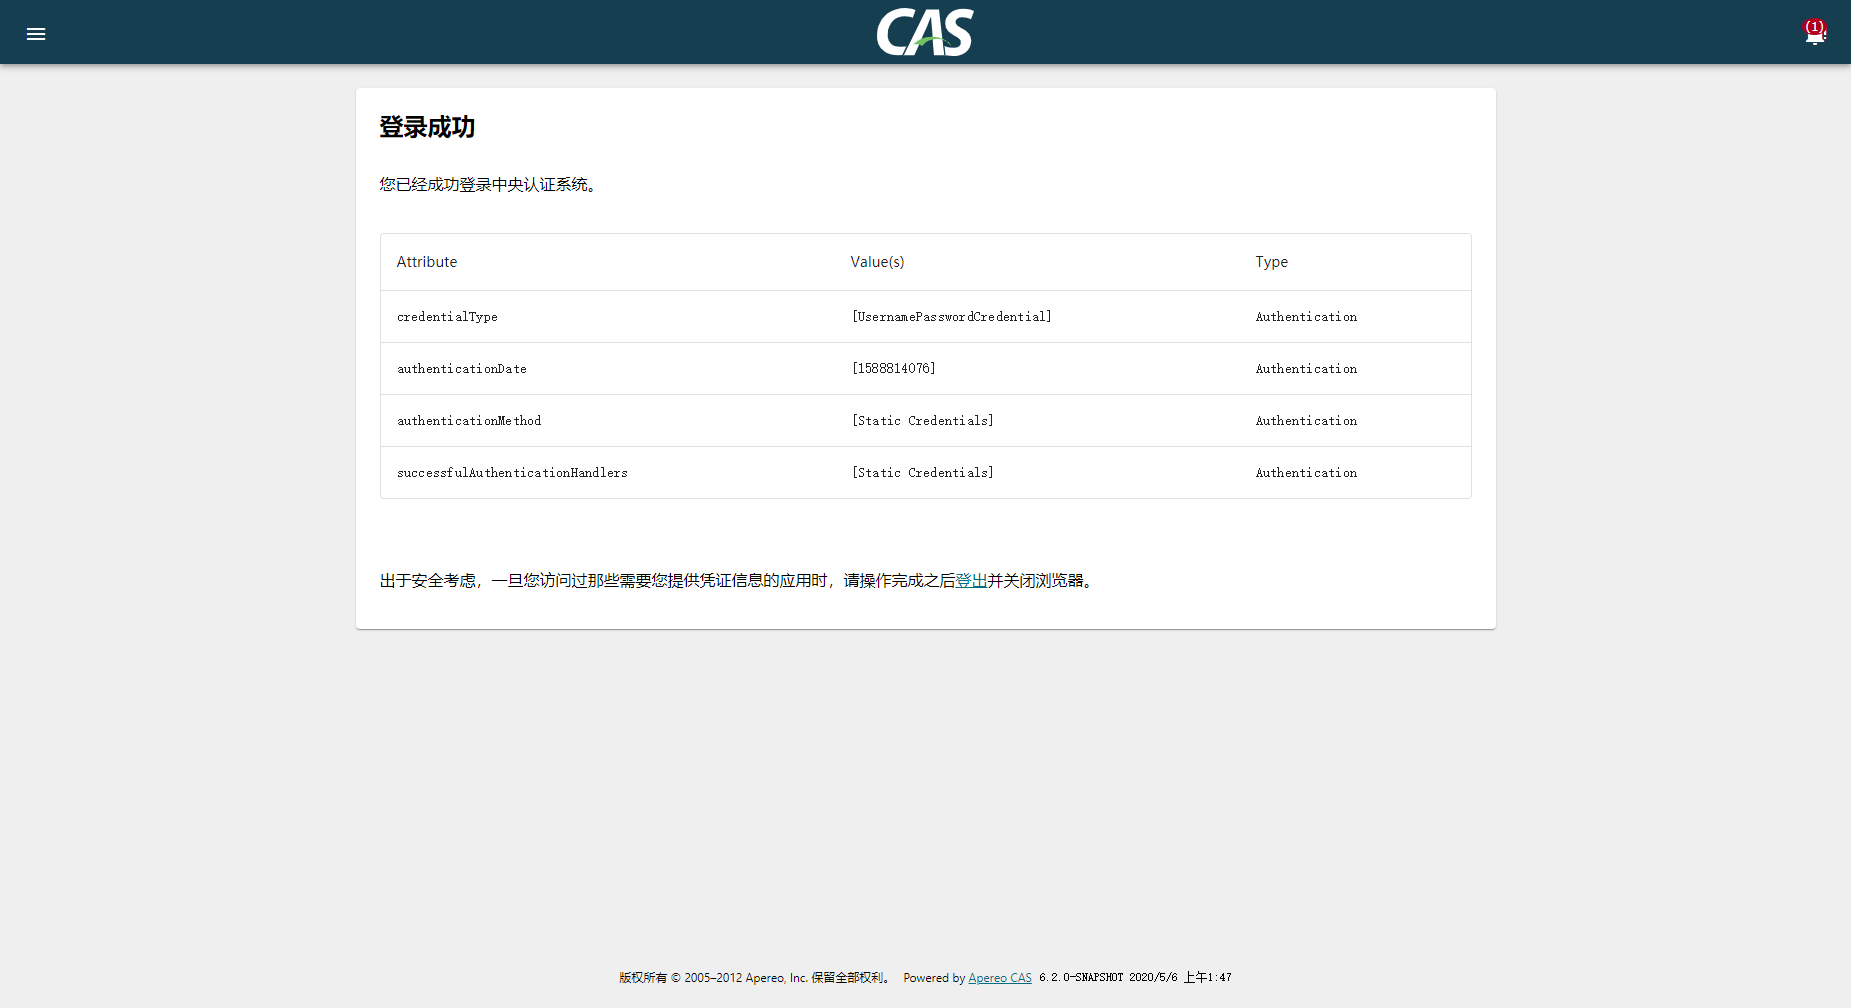 CAS
(1)
登录成功
您已经成功登录中央认证系统。
Attribute Value(s) Type
credentialType [UsernamePasswordCredential] Authentication
authenticationDate [1588814076] Authentication
authenticationMethod [Static Credentials] Authentication
successfulAuthenticationHandlers [Static Credentials] Authentication
出于安全考虑，一旦您访问过那些需要您提供凭证信息的应用时，请操作完成之后登出并关闭浏览器。
版权所有 © 2005–2012 Apereo, Inc. 保留全部权利。 Powered by Apereo CAS 6.2.0-SNAPSHOT 2020/5/6 上午1:47